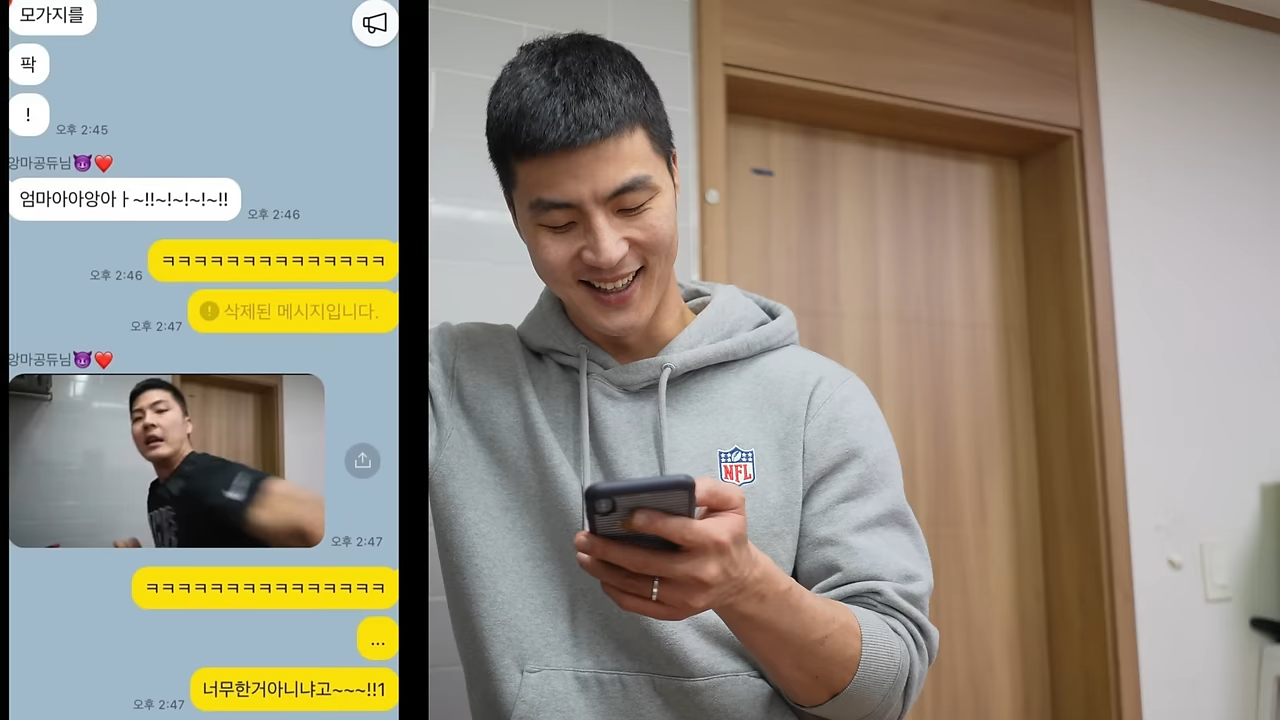 모가지를
팍
!
오후 2:45
앙마공듀님😈❤️
엄마아아앙아ㅏ~!!~!~!~!~!!
오후 2:46
ㅋㅋㅋㅋㅋㅋㅋㅋㅋㅋㅋㅋㅋㅋ
오후 2:46
삭제된 메시지입니다.
오후 2:47
앙마공듀님😈❤️
오후 2:47
ㅋㅋㅋㅋㅋㅋㅋㅋㅋㅋㅋㅋㅋㅋㅋ
...
너무한거아니냐고~~~!!1
오후 2:47
NFL